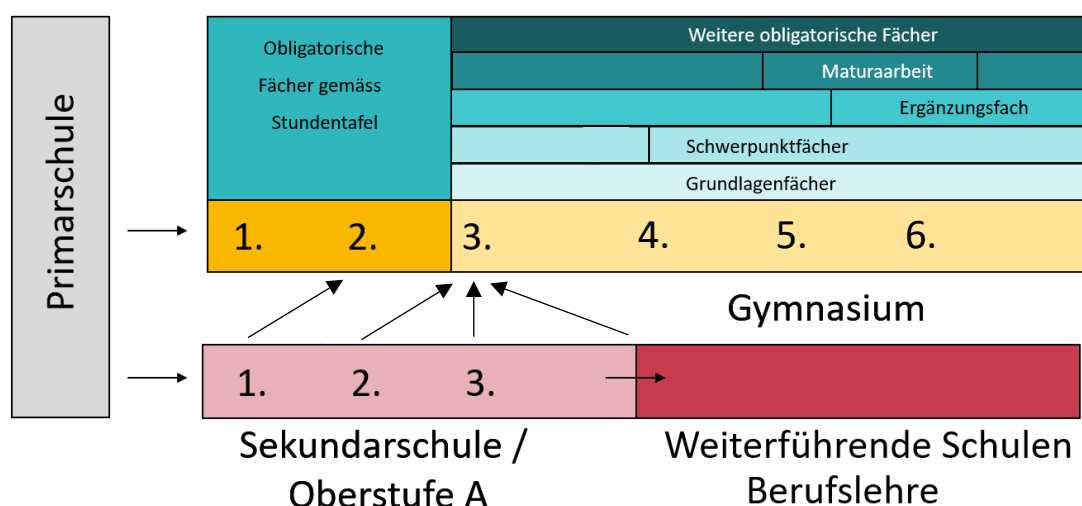 Primarschule
Obligatorische
Fächer gemäss
Stundentafel
Weitere obligatorische Fächer
Maturaarbeit
Ergänzungsfach
Schwerpunktfächer
Grundlagenfächer
1. 2. 3. 4. 5. 6.
Gymnasium
1. 2. 3.
Sekundarschule /
Oberstufe A
Weiterführende Schulen
Berufslehre